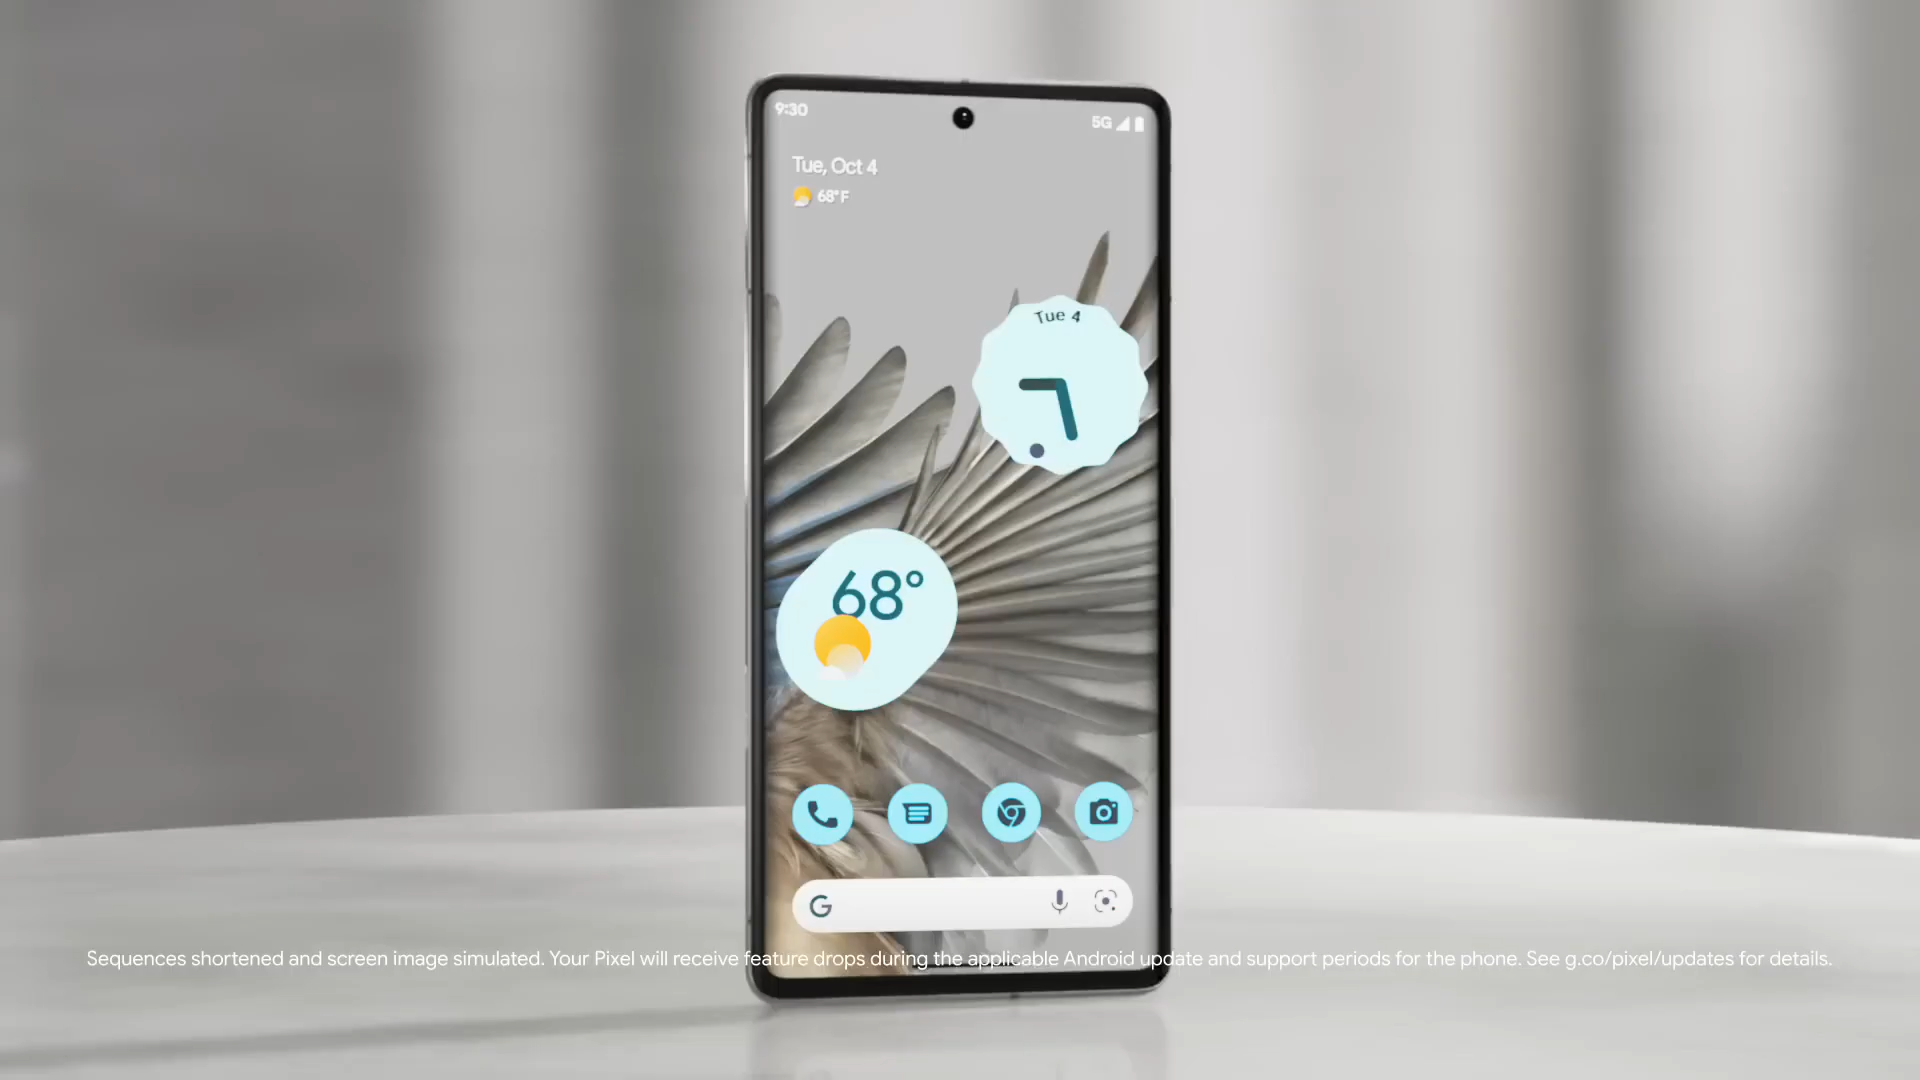 9:30
5G
Tue, Oct 4
68°F
Tue 4
68°
G
Sequences shortened and screen image simulated. Your Pixel will receive feature drops during the applicable Android update and support periods for the phone. See g.co/pixel/updates for details.